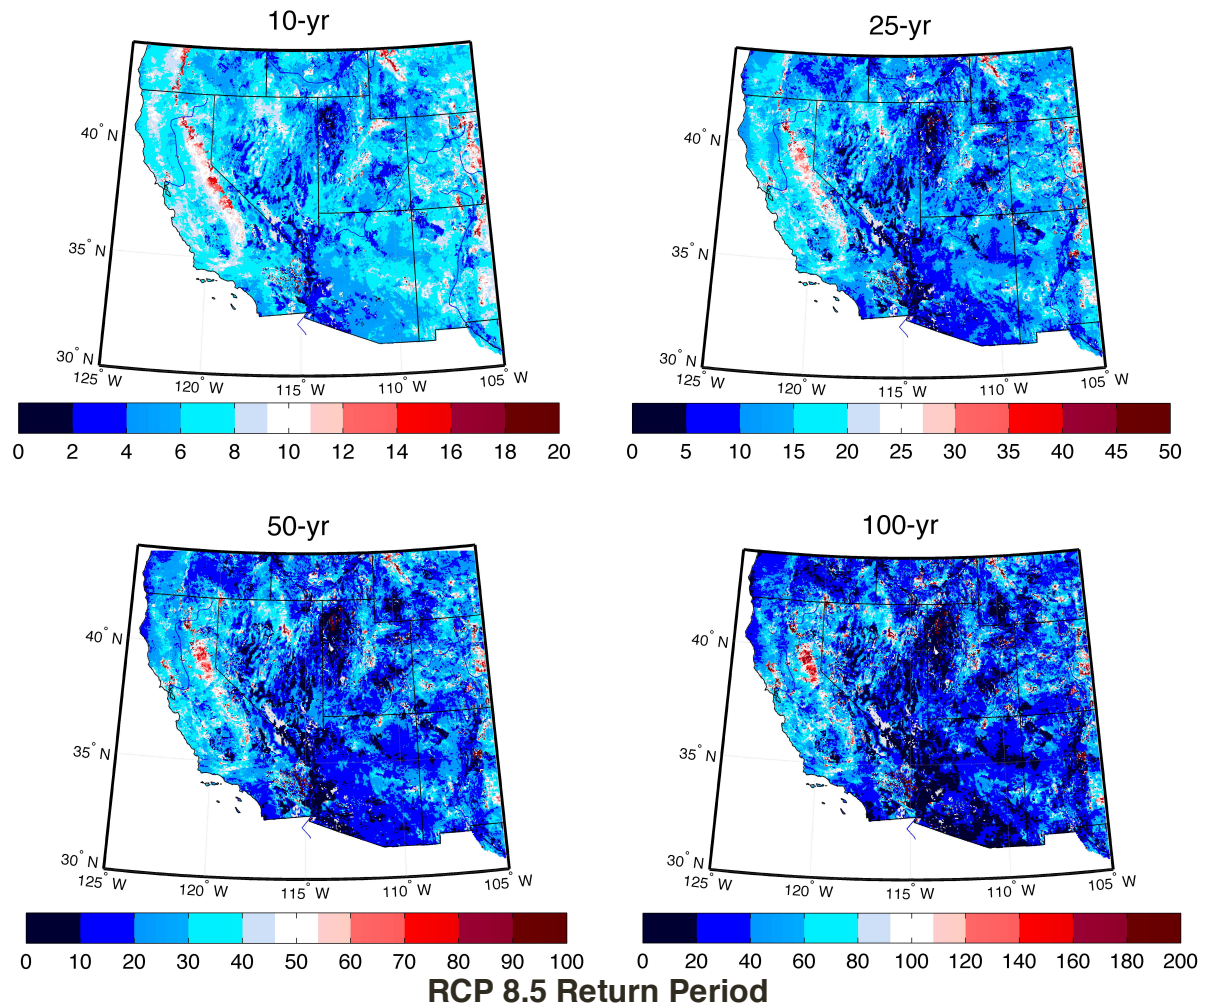 10-yr
25-yr
40° N
35° N
30° N
125° W
120° W
115° W
110° W
105° W
40° N
35° N
30° N
125° W
120° W
115° W
110° W
105° W
0 2 4 6 8 10 12 14 16 18 20
0 5 10 15 20 25 30 35 40 45 50
50-yr
100-yr
40° N
35° N
30° N
125° W
120° W
115° W
110° W
105° W
40° N
35° N
30° N
125° W
120° W
115° W
110° W
105° W
0 10 20 30 40 50 60 70 80 90 100
0 20 40 60 80 100 120 140 160 180 200
RCP 8.5 Return Period